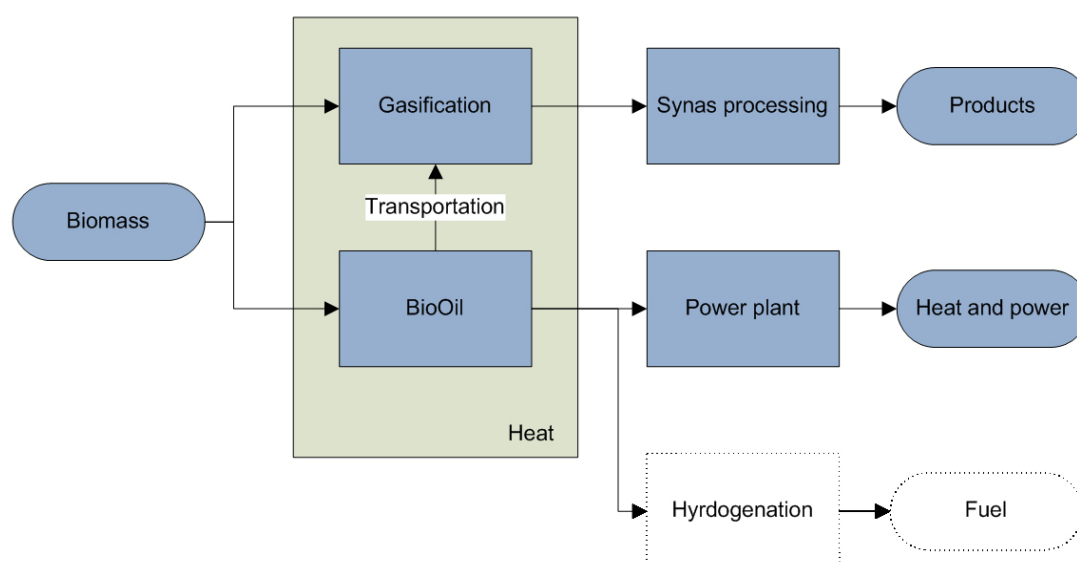 Gasification
Synas processing
Products
Transportation
Biomass
BioOil
Power plant
Heat and power
Heat
Hyrdogenation
Fuel